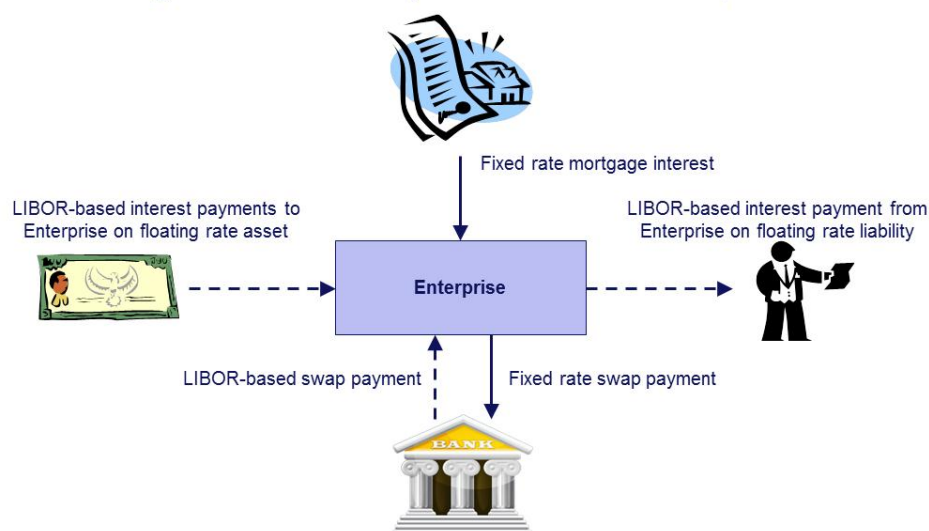 Fixed rate mortgage interest
LIBOR-based interest payments to
Enterprise on floating rate asset
LIBOR-based interest payment from
Enterprise on floating rate liability
Enterprise
LIBOR-based swap payment
Fixed rate swap payment
BANK